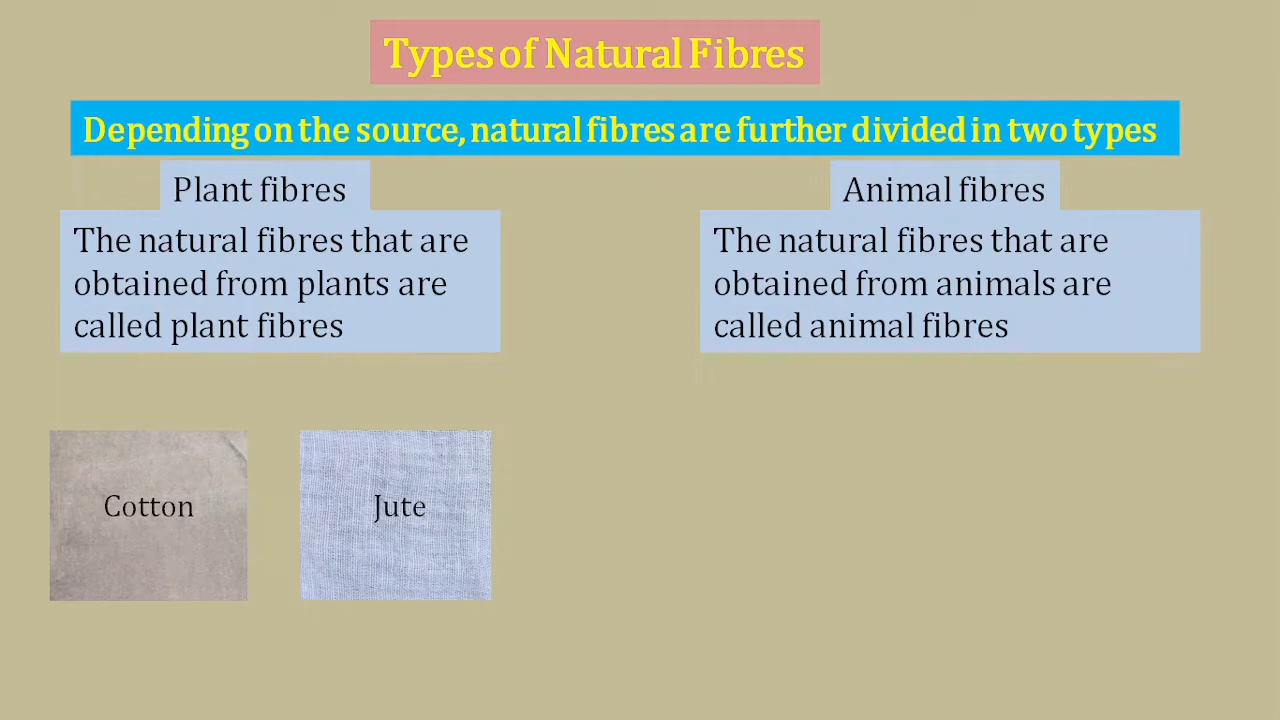 Types of Natural Fibres
Depending on the source, natural fibres are further divided in two types
Plant fibres
The natural fibres that are
obtained from plants are
called plant fibres
Animal fibres
The natural fibres that are
obtained from animals are
called animal fibres
Cotton
Jute